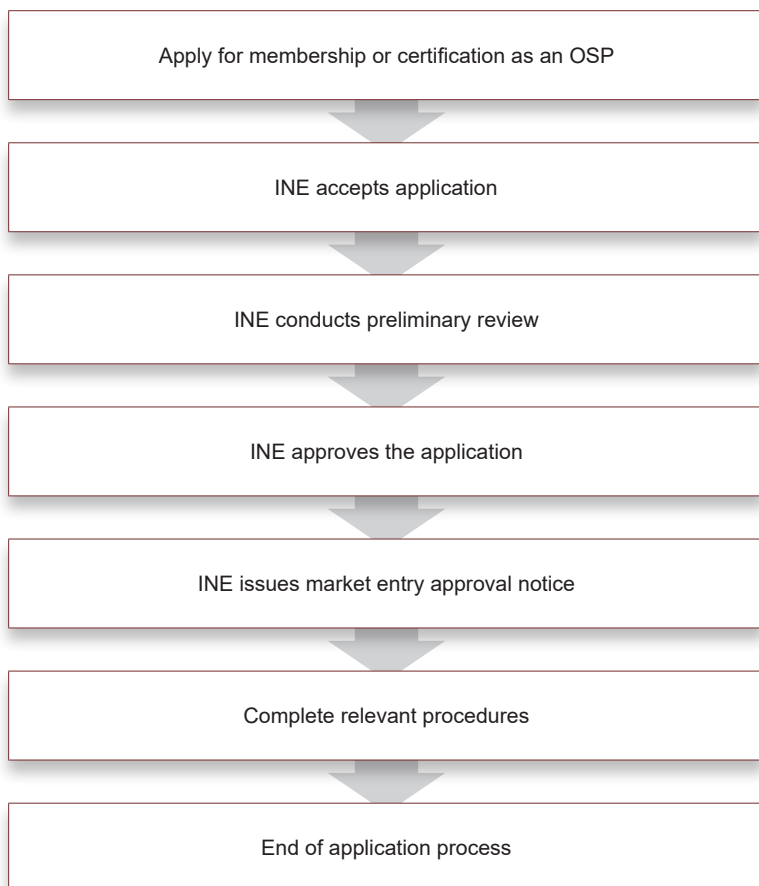 Apply for membership or certification as an OSP
INE accepts application
INE conducts preliminary review
INE approves the application
INE issues market entry approval notice
Complete relevant procedures
End of application process